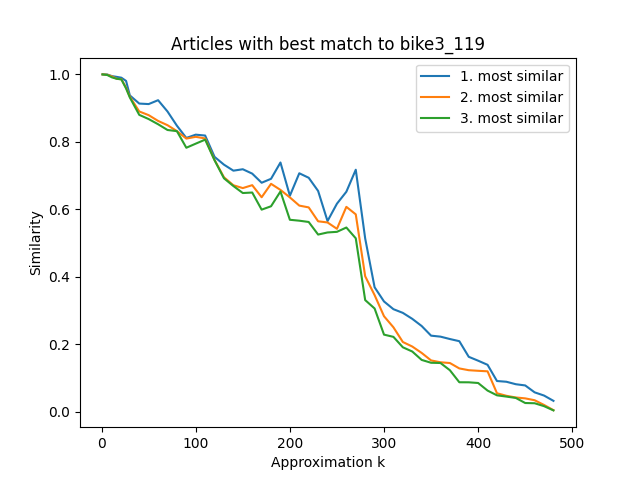 Articles with best match to bike3_119
1. most similar
2. most similar
3. most similar
1.0
0.8
0.6
0.4
0.2
0.0
Similarity
0 100 200 300 400 500
Approximation k